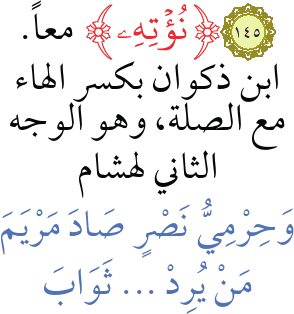 ١٤٥ ﴿نُؤۡتِهِۦ﴾ معاً.
ابن ذكوان بكسر الهاء
مع الصلة، وهو الوجه
الثاني لهشام
وَحِرْمِيُّ نَصْرٍ صَادَ مَرْيَمَ
مَنْ يُرِدْ ... ثَوَابَ